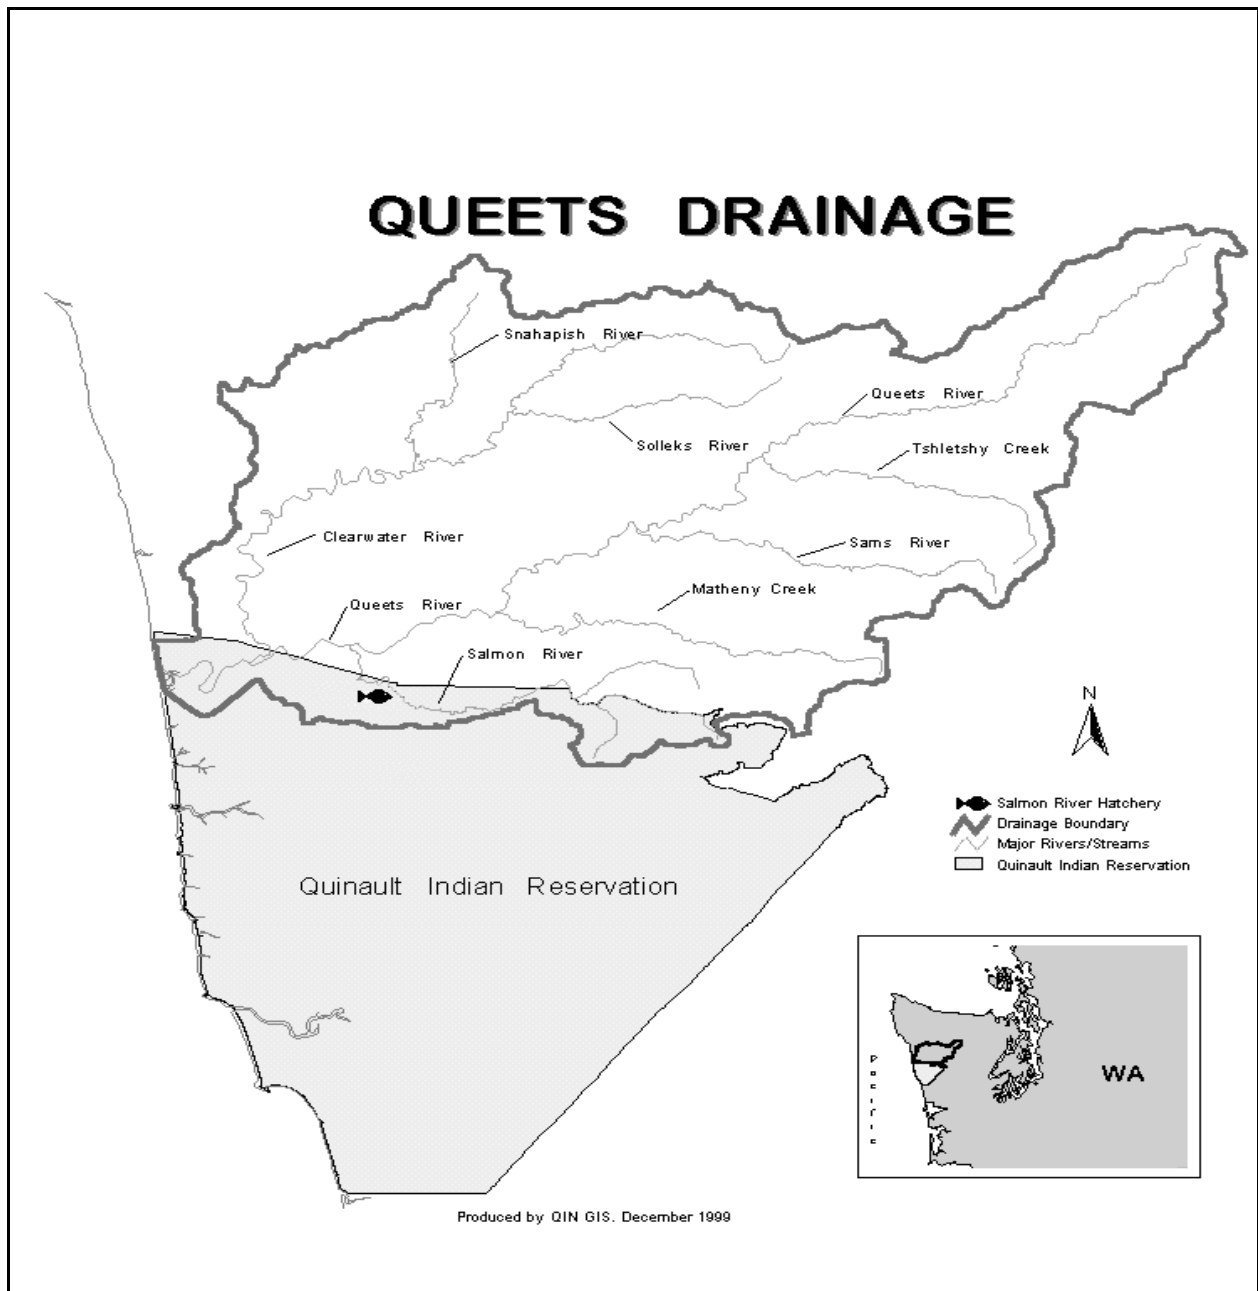 QUEETS DRAINAGE
Snahapish River
Queets River
Solleks River
Tshletshy Creek
Clearwater River
Sams River
Matheny Creek
Queets River
Salmon River
N
Salmon River Hatchery
Drainage Boundary
Major Rivers/Streams
Quinault Indian Reservation
Quinault Indian Reservation
Pacific
WA
Produced by QIN GIS. December 1999